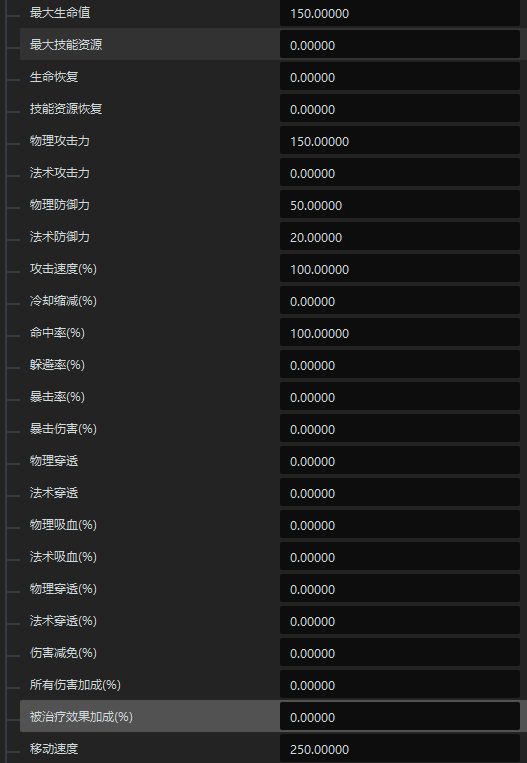 最大生命值 150.00000
最大技能资源 0.00000
生命恢复 0.00000
技能资源恢复 0.00000
物理攻击力 150.00000
法术攻击力 0.00000
物理防御力 50.00000
法术防御力 20.00000
攻击速度(%) 100.00000
冷却缩减(%) 0.00000
命中率(%) 100.00000
躲避率(%) 0.00000
暴击率(%) 0.00000
暴击伤害(%) 0.00000
物理穿透 0.00000
法术穿透 0.00000
物理吸血(%) 0.00000
法术吸血(%) 0.00000
物理穿透(%) 0.00000
法术穿透(%) 0.00000
伤害减免(%) 0.00000
所有伤害加成(%) 0.00000
被治疗效果加成(%) 0.00000
移动速度 250.00000